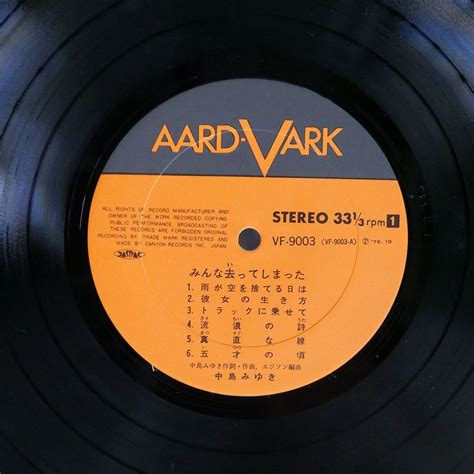 AARD-VARK
ALL RIGHTS OF RECORD MANUFACTURER AND
OWNER OF THE WORK RECORDED COPYING
PUBLIC PERFORMANCE BROADCASTING OF
THESE RECORDS ARE FORBIDDEN ORIGINAL
RECORDING BY. TRADE MARK REGISTERED AND
MADE BY CANYON RECORDS INC. JAPAN
JASRAC
STEREO 33 1/3 rpm 1
VF-9003 (VF-9003-A) Ⓟ'76.10
みんな去ってしまった
1.雨が空を捨てる日は
2.彼女の生き方
3.トラックに乗せて
4.流浪の詩
5.真直な線
6.五才の頃
中島みゆき作詞・作曲,エジソン編曲
中島みゆき